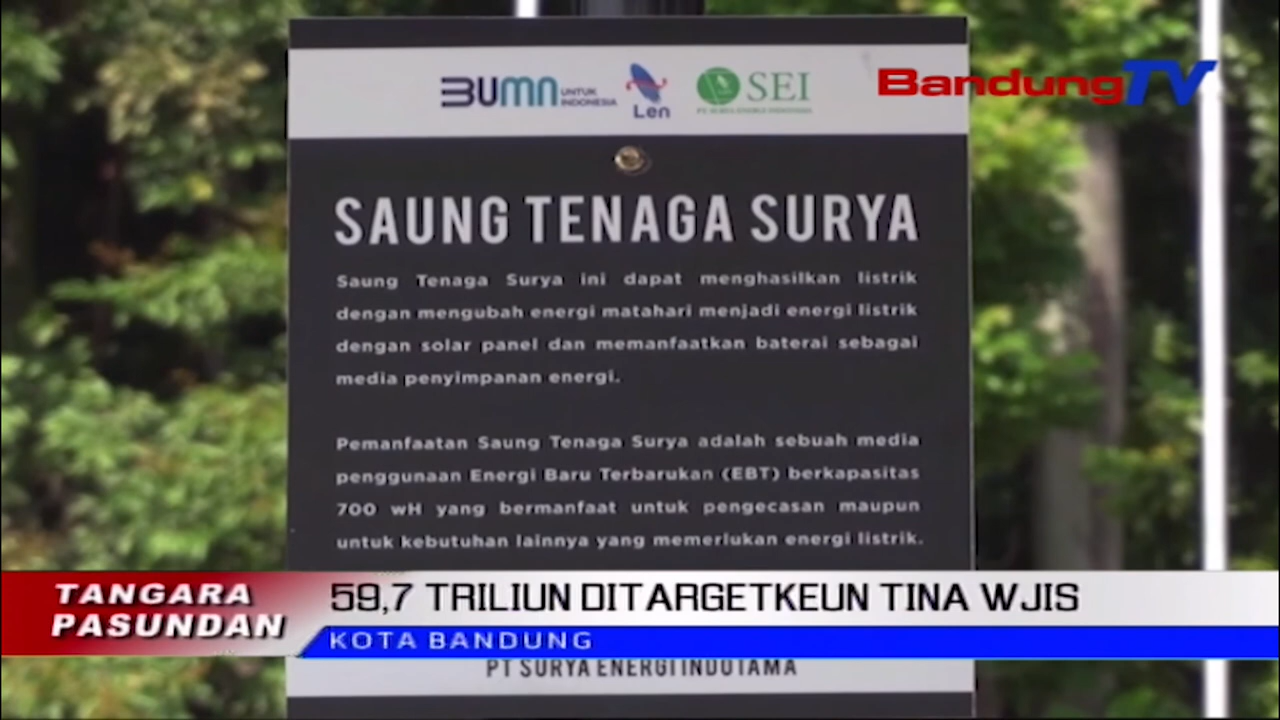 BUMN UNTUK INDONESIA
Len
SEI
BandungTV
SAUNG TENAGA SURYA
Saung Tenaga Surya ini dapat menghasilkan listrik
dengan mengubah energi matahari menjadi energi listrik
dengan solar panel dan memanfaatkan baterai sebagai
media penyimpanan energi.
Pemanfaatan Saung Tenaga Surya adalah sebuah media
penggunaan Energi Baru Terbarukan (EBT) berkapasitas
700 wH yang bermanfaat untuk pengecasan maupun
untuk kebutuhan lainnya yang memerlukan energi listrik.
TANGARA
PASUNDAN
59,7 TRILIUN DITARGETKEUN TINA WJIS
KOTA BANDUNG
PT SURYA ENERGI INDOTAMA